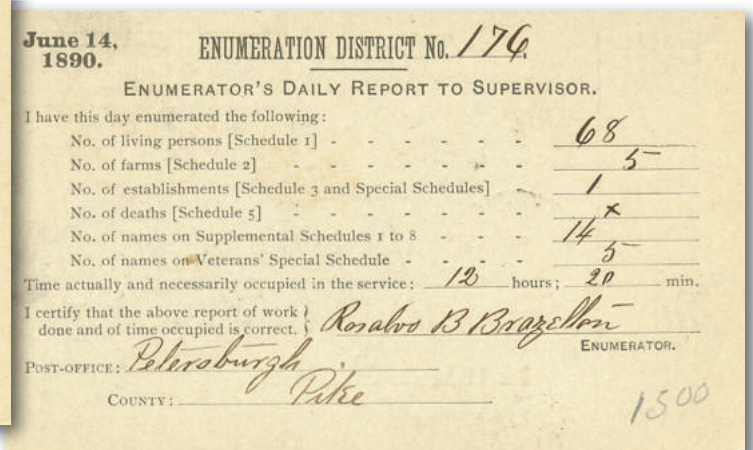 June 14,
1890.
ENUMERATION DISTRICT No. 176.
ENUMERATOR'S DAILY REPORT TO SUPERVISOR.
I have this day enumerated the following:
No. of living persons [Schedule 1] - - - - - - 68
No. of farms [Schedule 2] - - - - - - 5
No. of establishments [Schedule 3 and Special Schedules] - 1
No. of deaths [Schedule 5] - - - - - - x
No. of names on Supplemental Schedules 1 to 8 - - - - 14
No. of names on Veterans' Special Schedule - - - - 5
Time actually and necessarily occupied in the service: 12 hours; 20 min.
I certify that the above report of work
done and of time occupied is correct. } Rosalvo B Brazelton
ENUMERATOR.
POST-OFFICE: Petersburgh.
COUNTY: Pike
1500